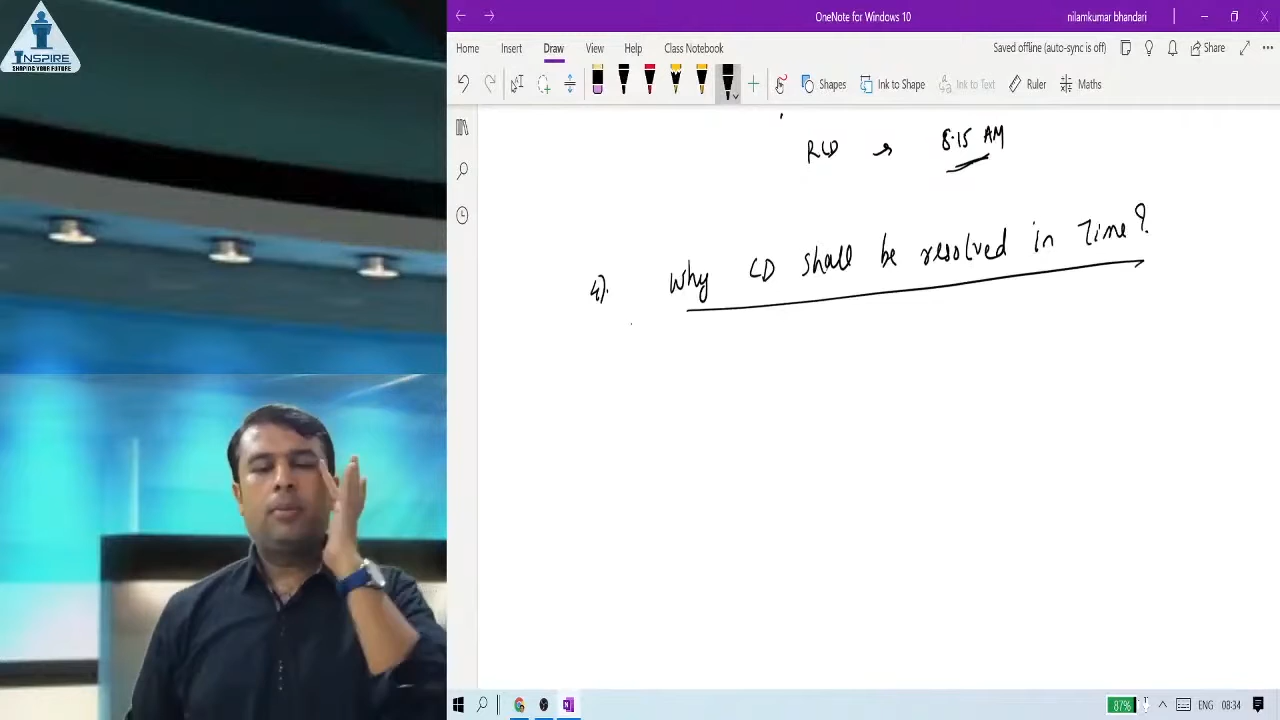 INSPIRE
SHAPING YOUR FUTURE
OneNote for Windows 10
nilamkumar bhandari
Home Insert Draw View Help Class Notebook
Saved offline (auto-sync is off)
Share
Shapes Ink to Shape Ink to Text Ruler Maths
RCD → 8.15 AM
4). Why CD shall be resolved in Time?
87% ENG 08:34